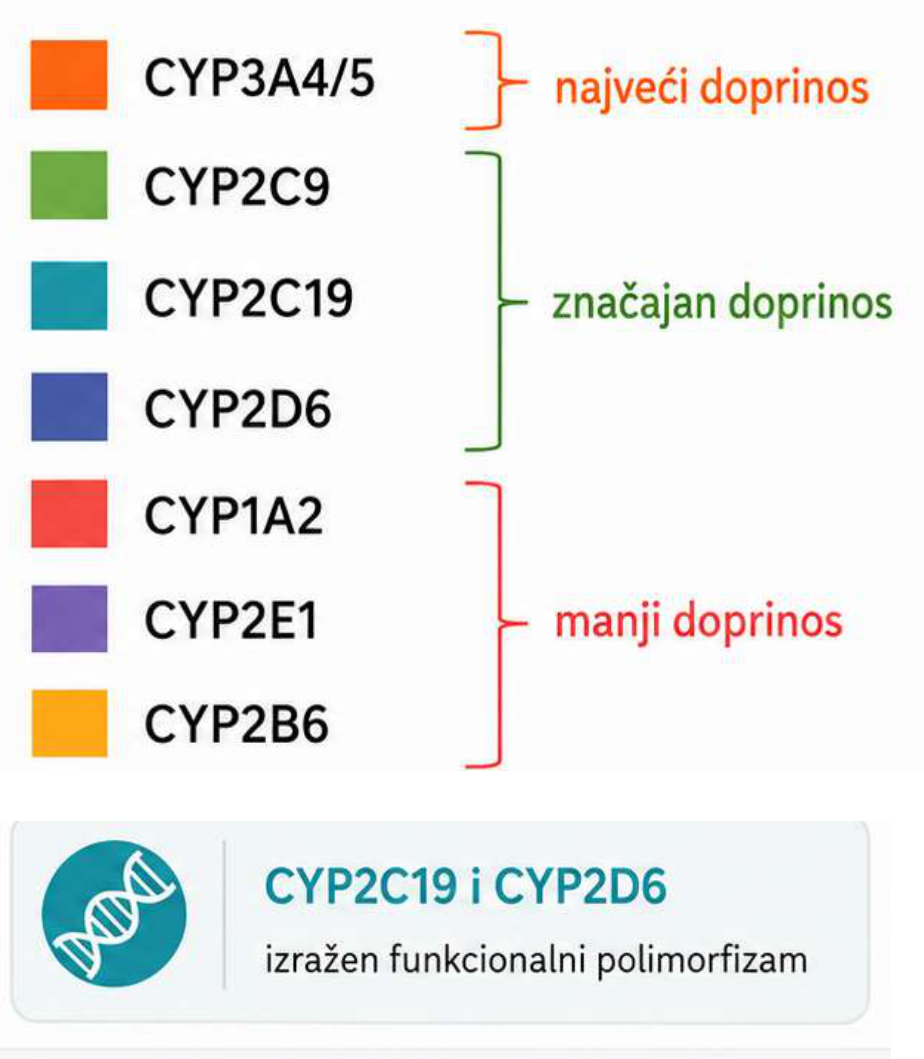 CYP3A4/5
najveći doprinos
CYP2C9
CYP2C19
značajan doprinos
CYP2D6
CYP1A2
CYP2E1
manji doprinos
CYP2B6
CYP2C19 i CYP2D6
izražen funkcionalni polimorfizam